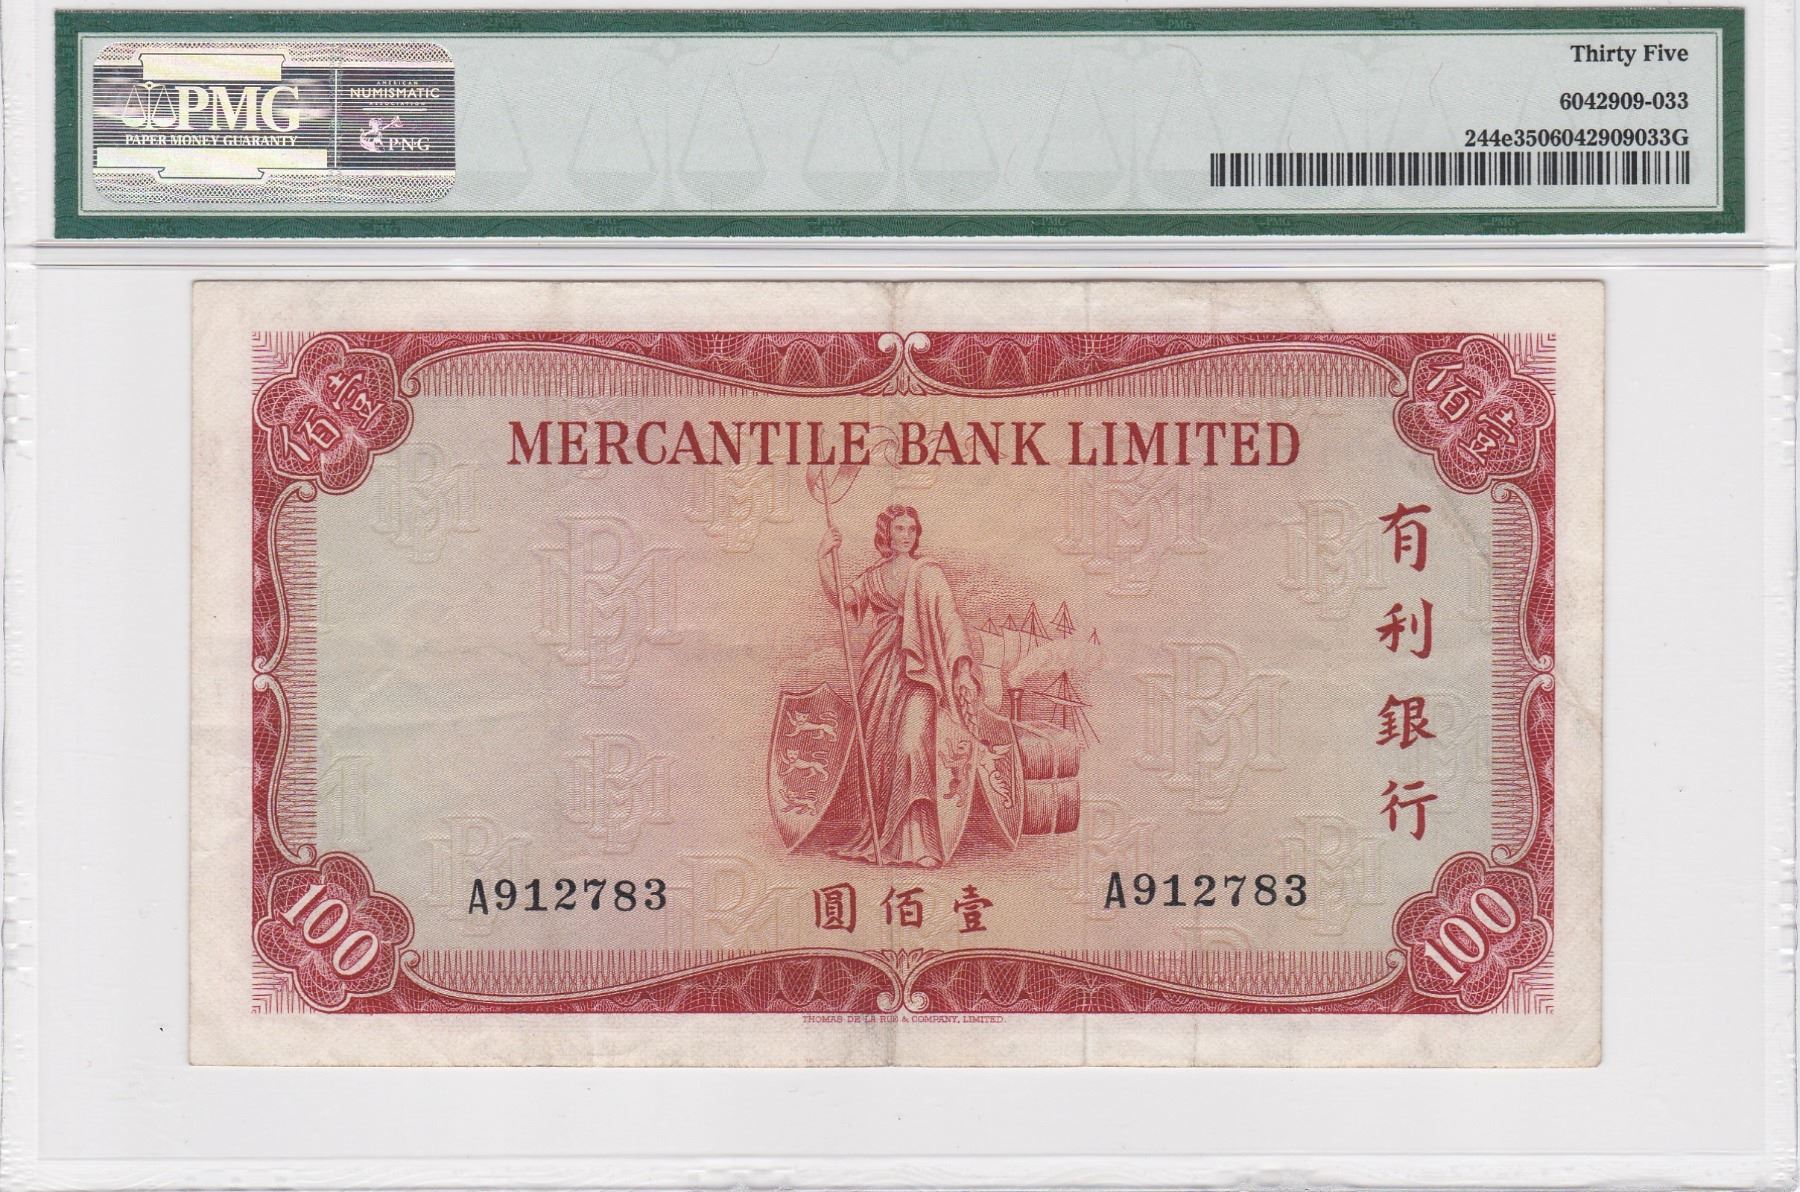 PMG
PAPER MONEY GUARANTY
AMERICAN
NUMISMATIC
ASSOCIATION
PNG
Thirty Five
6042909-033
244e3506042909033G
壹佰
佰壹
MERCANTILE BANK LIMITED
有利銀行
A912783
圓佰壹
A912783
100
100
THOMAS DE LA RUE & COMPANY, LIMITED.